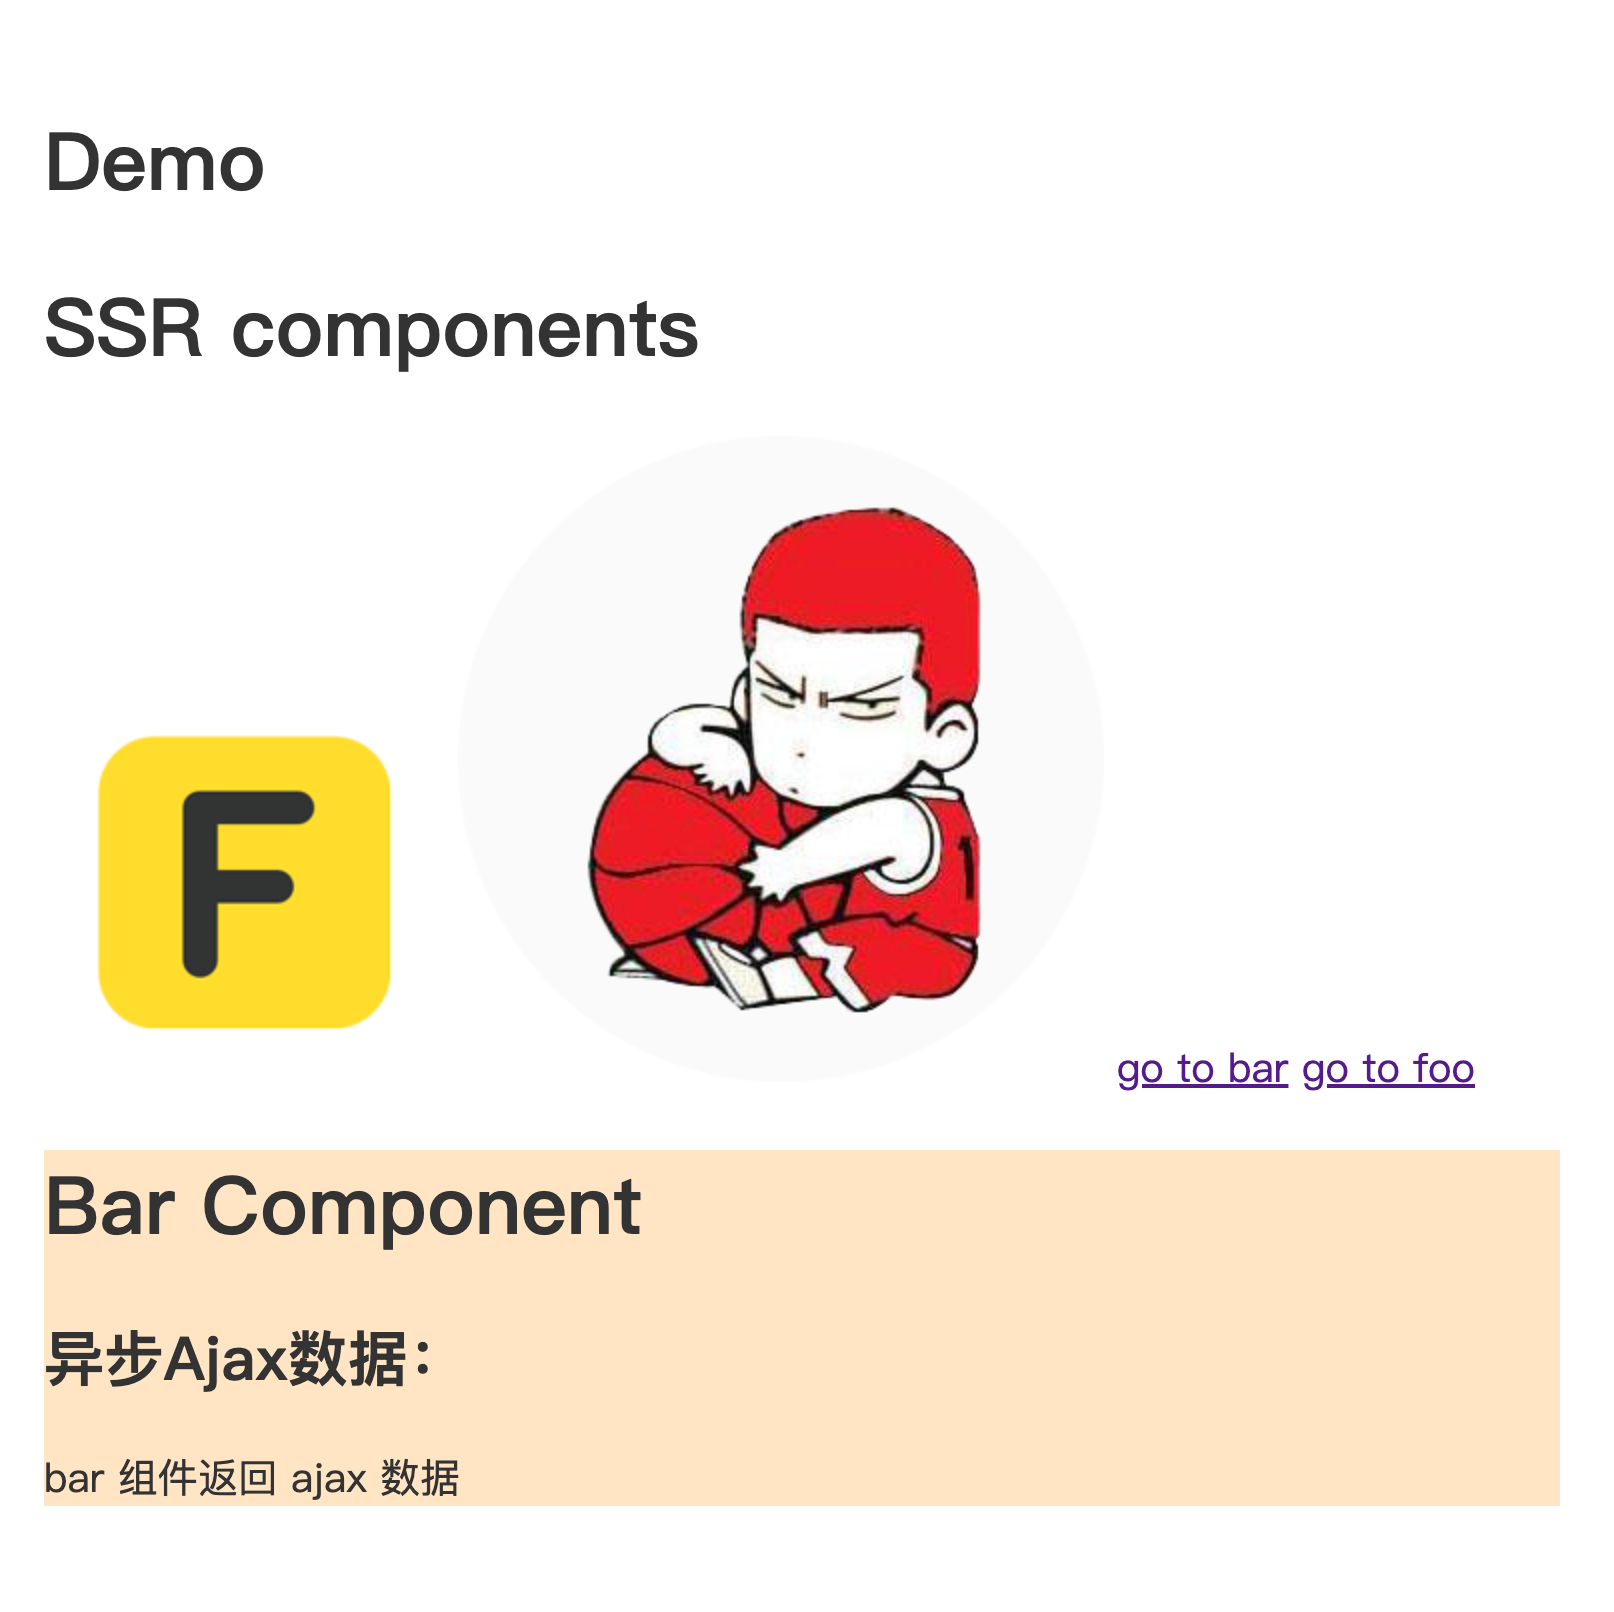 Demo
SSR components
F
1
go to bar go to foo
Bar Component
异步Ajax数据：
bar 组件返回 ajax 数据